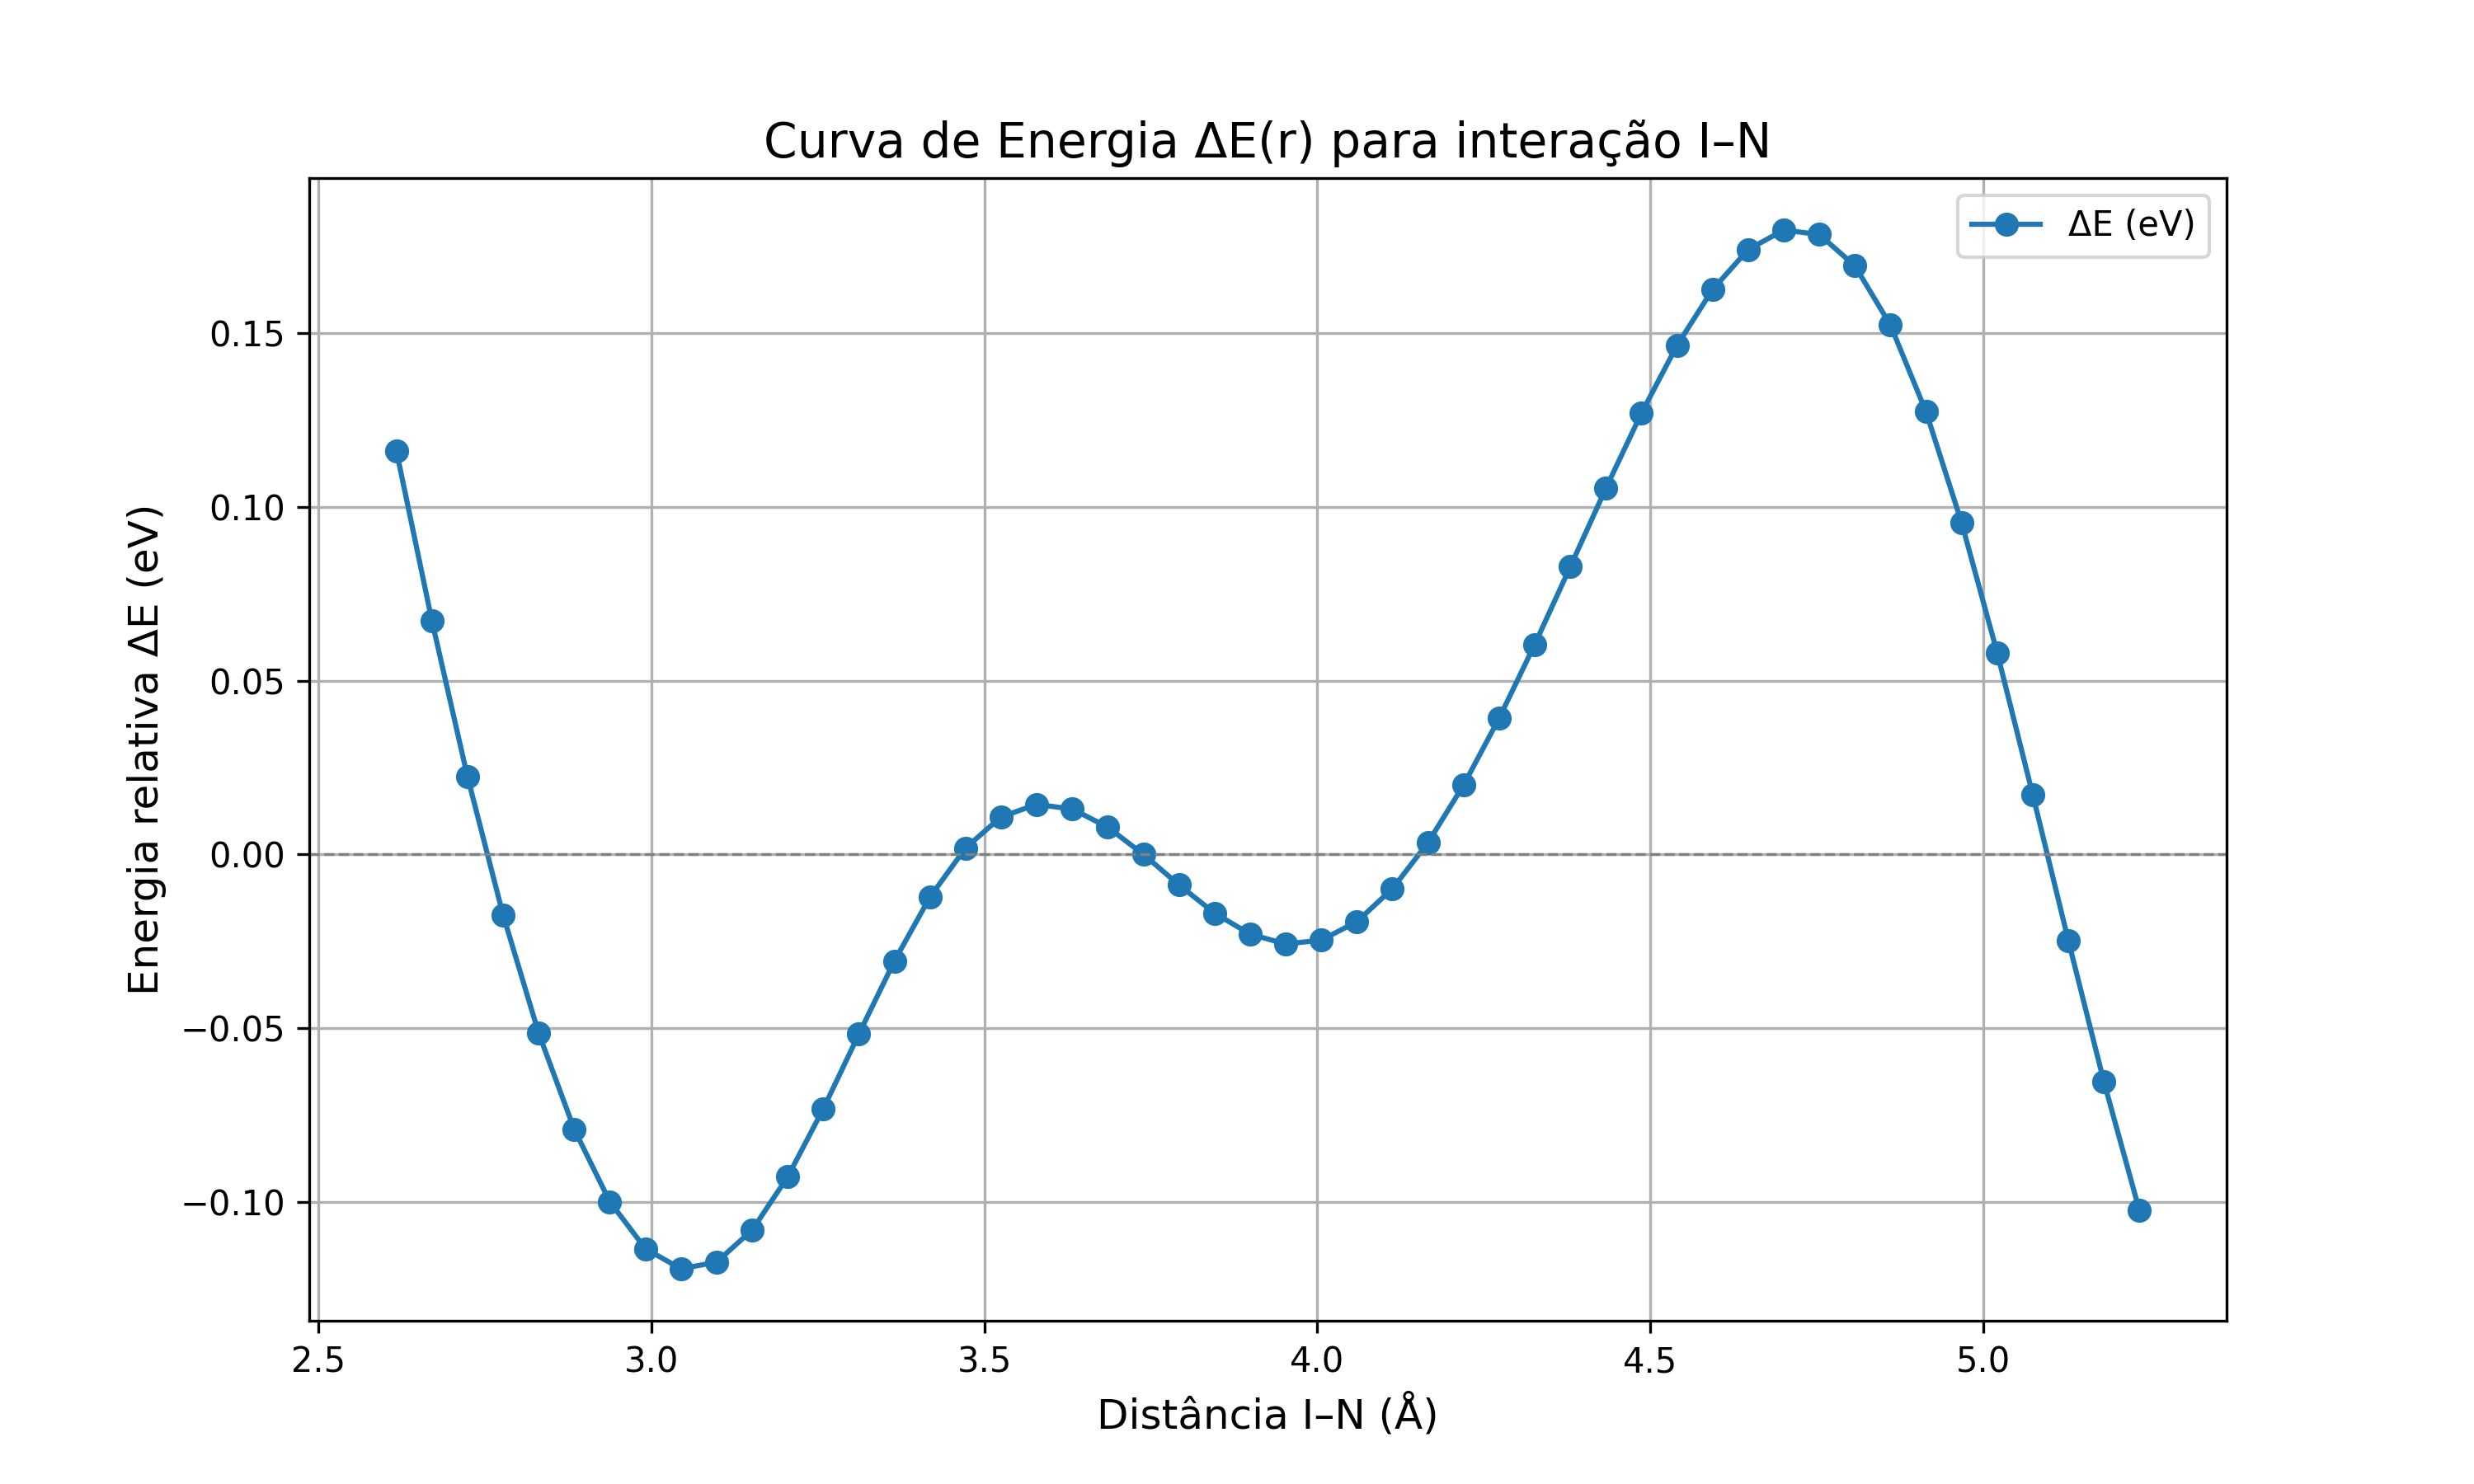 Curva de Energia ΔE(r) para interação I–N
ΔE (eV)
Energia relativa ΔE (eV)
0.15
0.10
0.05
0.00
−0.05
−0.10
2.5 3.0 3.5 4.0 4.5 5.0
Distância I–N (Å)